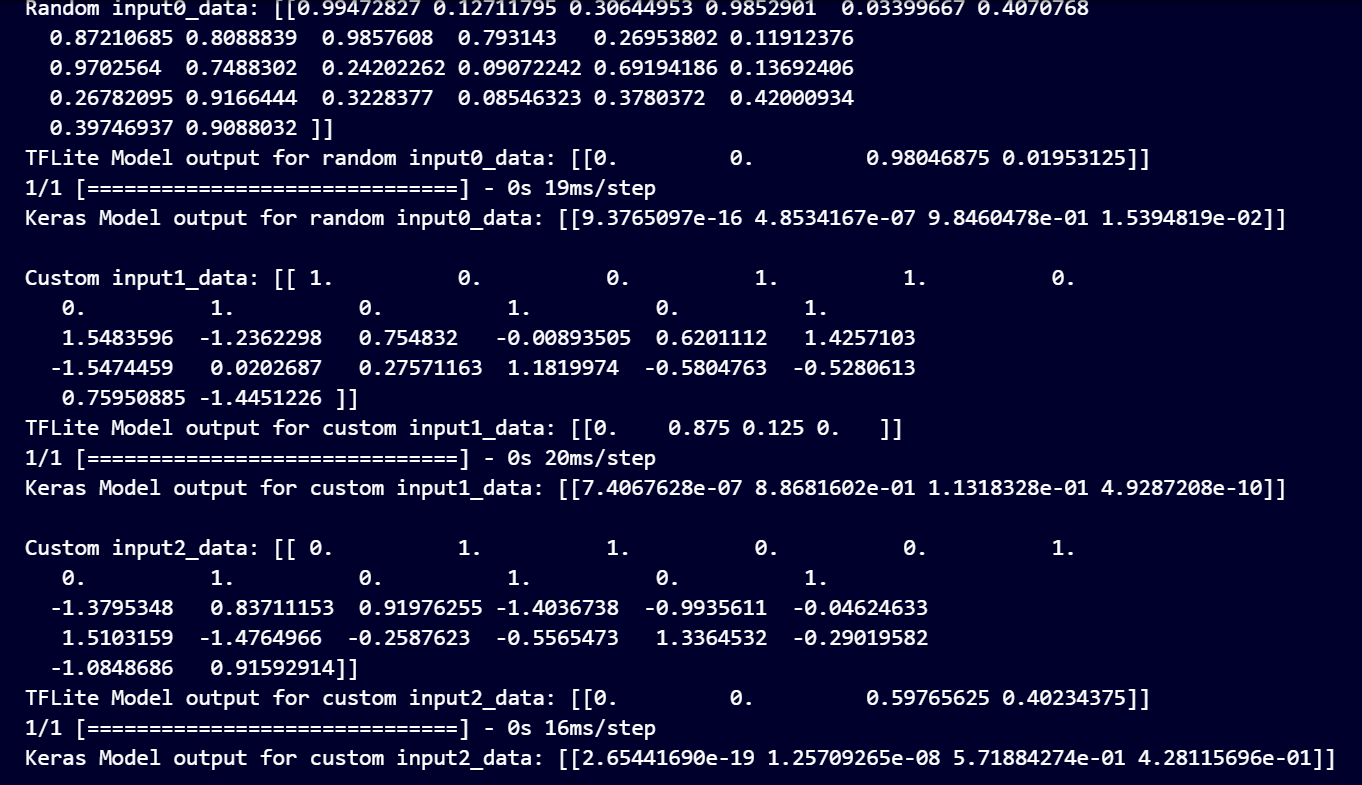 Random input0_data: [[0.99472827 0.12711795 0.30644953 0.9852901  0.03399667 0.4070768
  0.87210685 0.8088839  0.9857608  0.793143   0.26953802 0.11912376
  0.9702564  0.7488302  0.24202262 0.09072242 0.69194186 0.13692406
  0.26782095 0.9166444  0.3228377  0.08546323 0.3780372  0.42000934
  0.39746937 0.9088032 ]]
TFLite Model output for random input0_data: [[0.         0.         0.98046875 0.01953125]]
1/1 [==============================] - 0s 19ms/step
Keras Model output for random input0_data: [[9.3765097e-16 4.8534167e-07 9.8460478e-01 1.5394819e-02]]

Custom input1_data: [[ 1.          0.          0.          1.          1.          0.
   0.          1.          0.          1.          0.          1.
   1.5483596  -1.2362298   0.754832   -0.00893505  0.6201112   1.4257103
  -1.5474459   0.0202687   0.27571163  1.1819974  -0.5804763  -0.5280613
   0.75950885 -1.4451226 ]]
TFLite Model output for custom input1_data: [[0.    0.875 0.125 0.   ]]
1/1 [==============================] - 0s 20ms/step
Keras Model output for custom input1_data: [[7.4067628e-07 8.8681602e-01 1.1318328e-01 4.9287208e-10]]

Custom input2_data: [[ 0.          1.          1.          0.          0.          1.
   0.          1.          0.          1.          0.          1.
  -1.3795348   0.83711153  0.91976255 -1.4036738  -0.9935611  -0.04624633
   1.5103159  -1.4764966  -0.2587623  -0.5565473   1.3364532  -0.29019582
  -1.0848686   0.91592914]]
TFLite Model output for custom input2_data: [[0.         0.         0.59765625 0.40234375]]
1/1 [==============================] - 0s 16ms/step
Keras Model output for custom input2_data: [[2.65441690e-19 1.25709265e-08 5.71884274e-01 4.28115696e-01]]